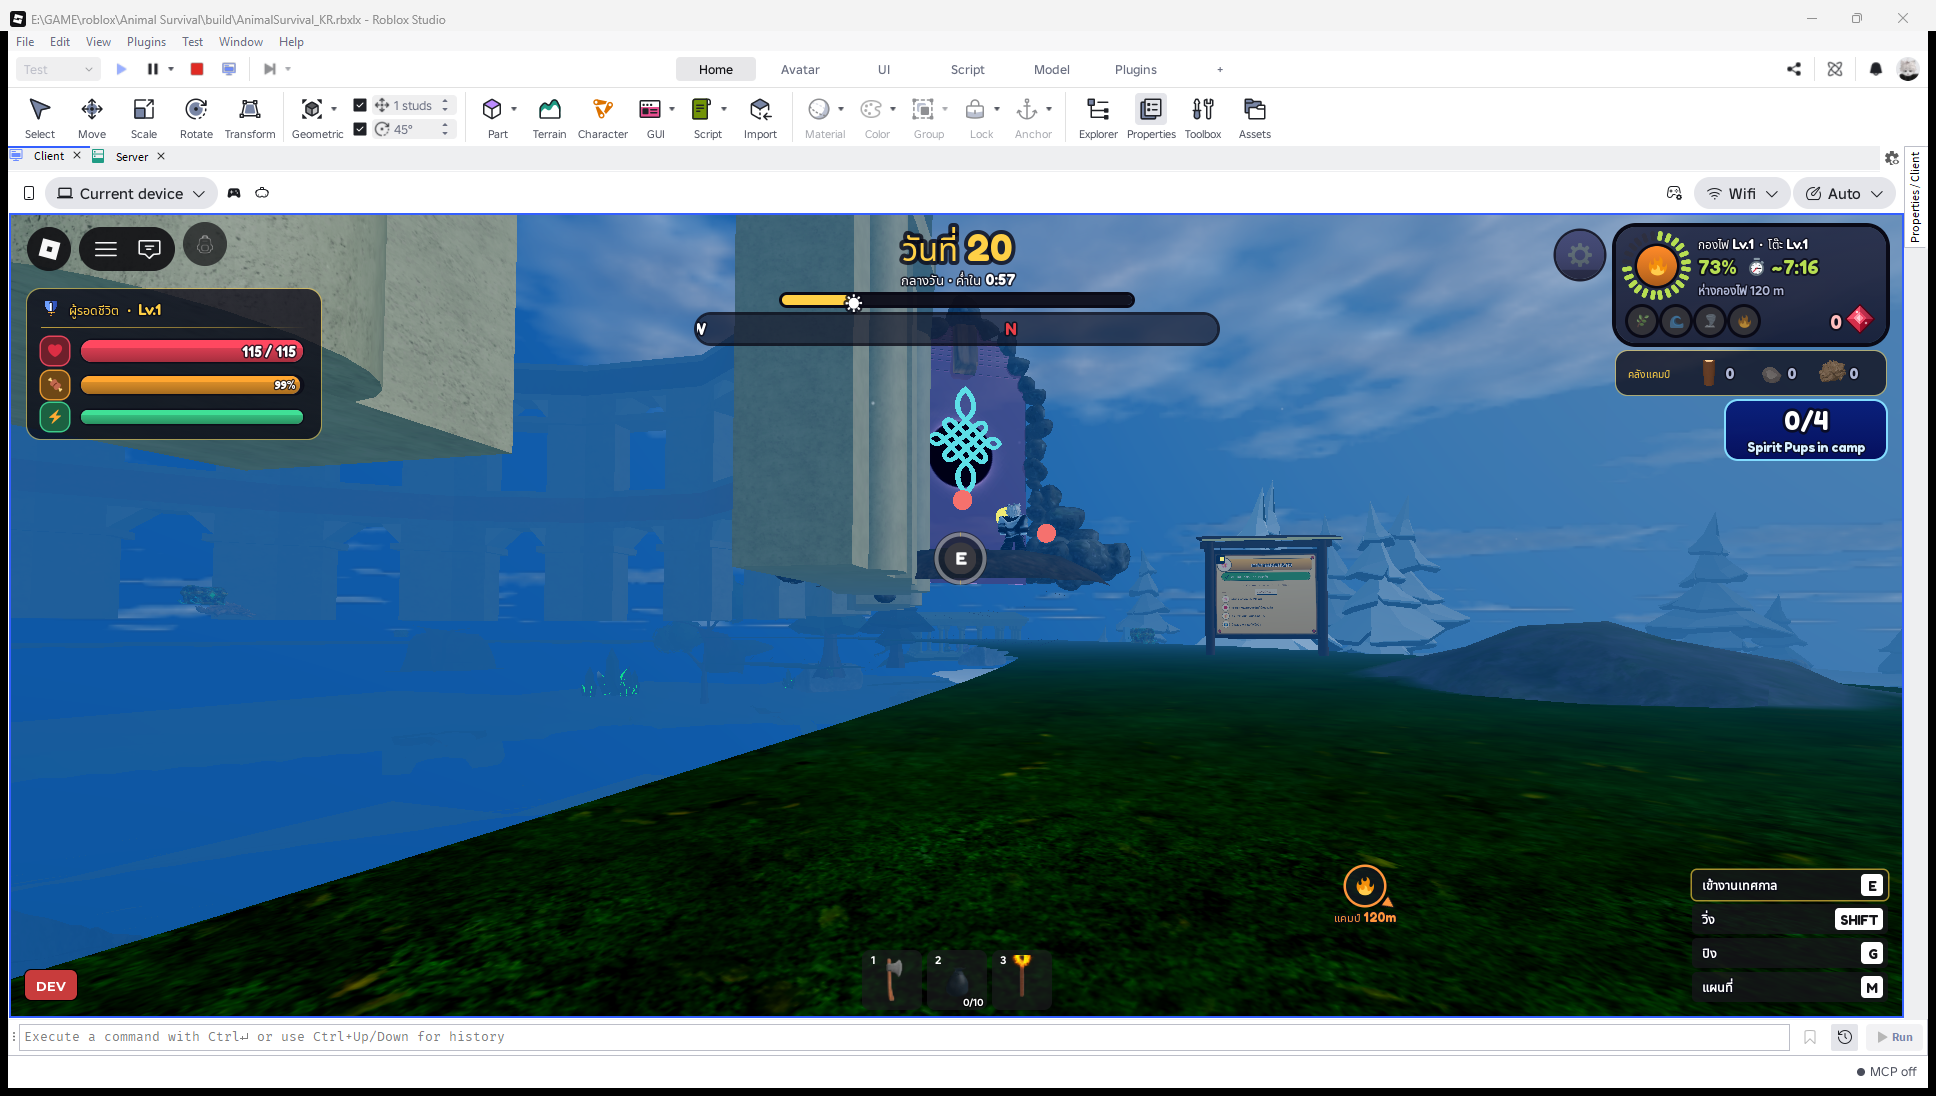 E:\GAME\roblox\Animal Survival\build\AnimalSurvival_KR.rbxlx - Roblox Studio
File Edit View Plugins Test Window Help
Test
Home Avatar UI Script Model Plugins +
1 studs
45°
Select Move Scale Rotate Transform Geometric Part Terrain Character GUI Script Import Material Color Group Lock Anchor Explorer Properties Toolbox Assets
Client Server
Properties / Client
Current device
Wifi
Auto
วันที่ 20
กลางวัน • ค่ำใน 0:57
W N
ผู้รอดชีวิต • Lv.1
115 / 115
99%
กองไฟ Lv.1 • โต๊ะ Lv.1
73% ~7:16
ห่างกองไฟ 120 m
0
คลังแคมป์ 0 0 0
0/4
Spirit Pups in camp
E
แคมป์ 120m
เข้างานเทศกาล E
วิ่ง SHIFT
ปิง G
แผนที่ M
1 2 3
0/10
DEV
Execute a command with Ctrl↵ or use Ctrl+Up/Down for history
Run
MCP off